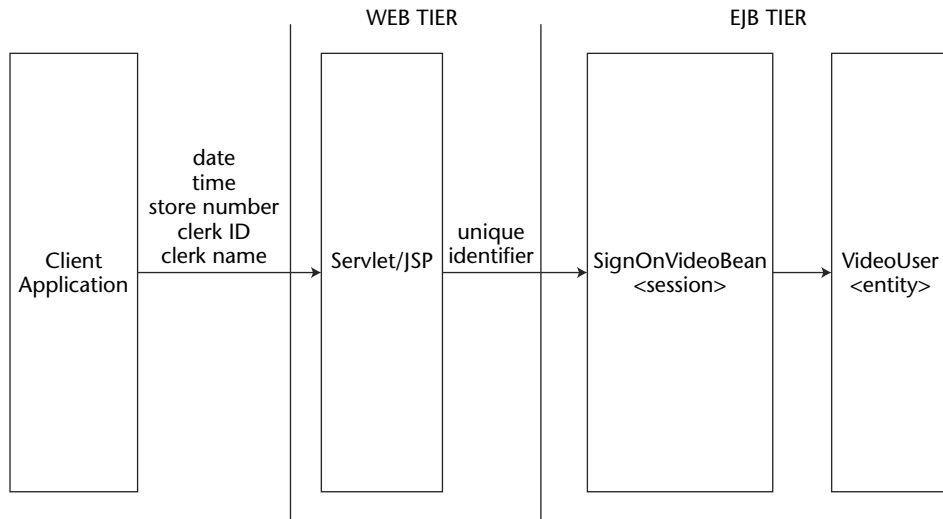 WEB TIER
EJB TIER
date
time
store number
clerk ID
clerk name
Client
Application
Servlet/JSP
unique
identifier
SignOnVideoBean
<session>
VideoUser
<entity>